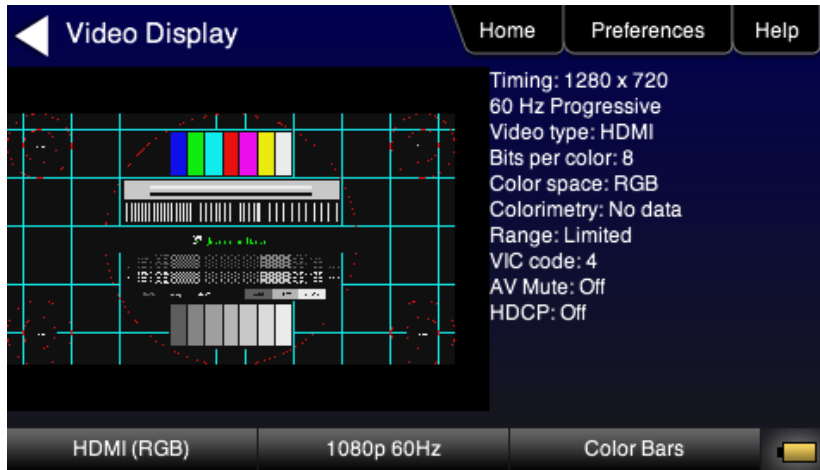 Video Display
Home
Preferences
Help
Timing: 1280 x 720
60 Hz Progressive
Video type: HDMI
Bits per color: 8
Color space: RGB
Colorimetry: No data
Range: Limited
VIC code: 4
AV Mute: Off
HDCP: Off
HDMI (RGB)
1080p 60Hz
Color Bars